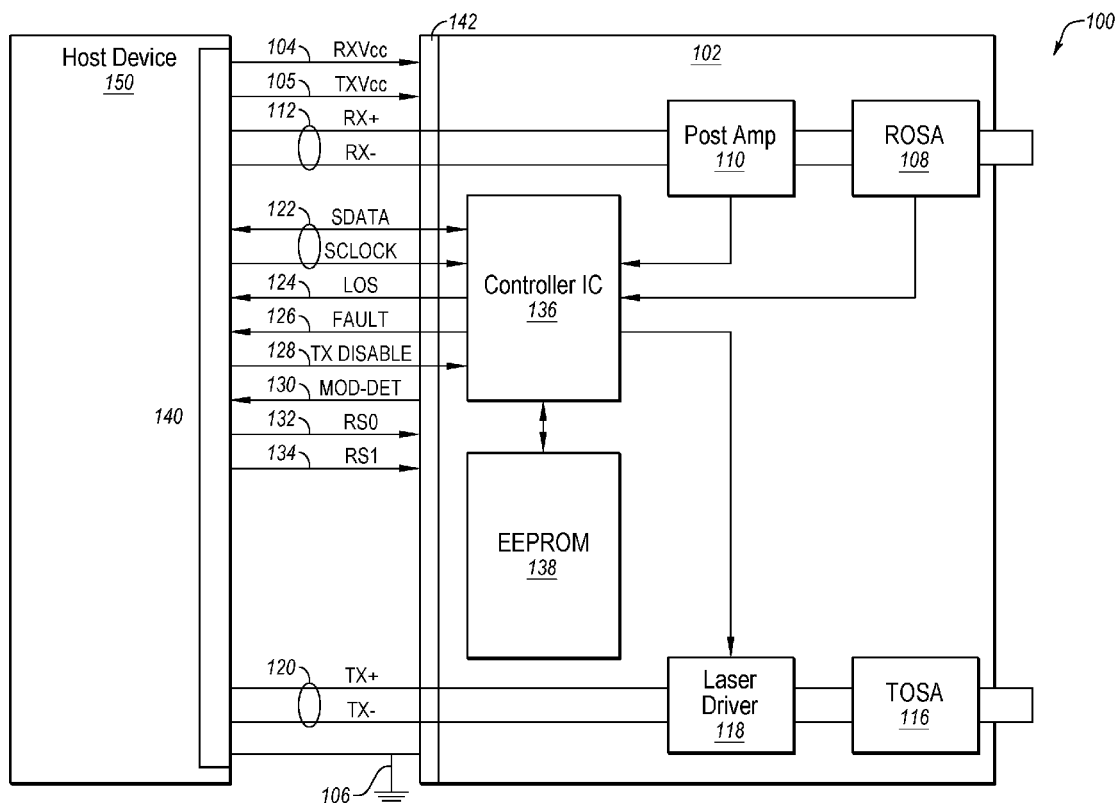 142
100
Host Device
150
104 RXVcc
102
105 TXVcc
112 RX+
RX-
Post Amp
110
ROSA
108
122 SDATA
SCLOCK
124 LOS
126 FAULT
128 TX DISABLE
130 MOD-DET
132 RS0
134 RS1
140
Controller IC
136
EEPROM
138
120 TX+
TX-
Laser
Driver
118
TOSA
116
106